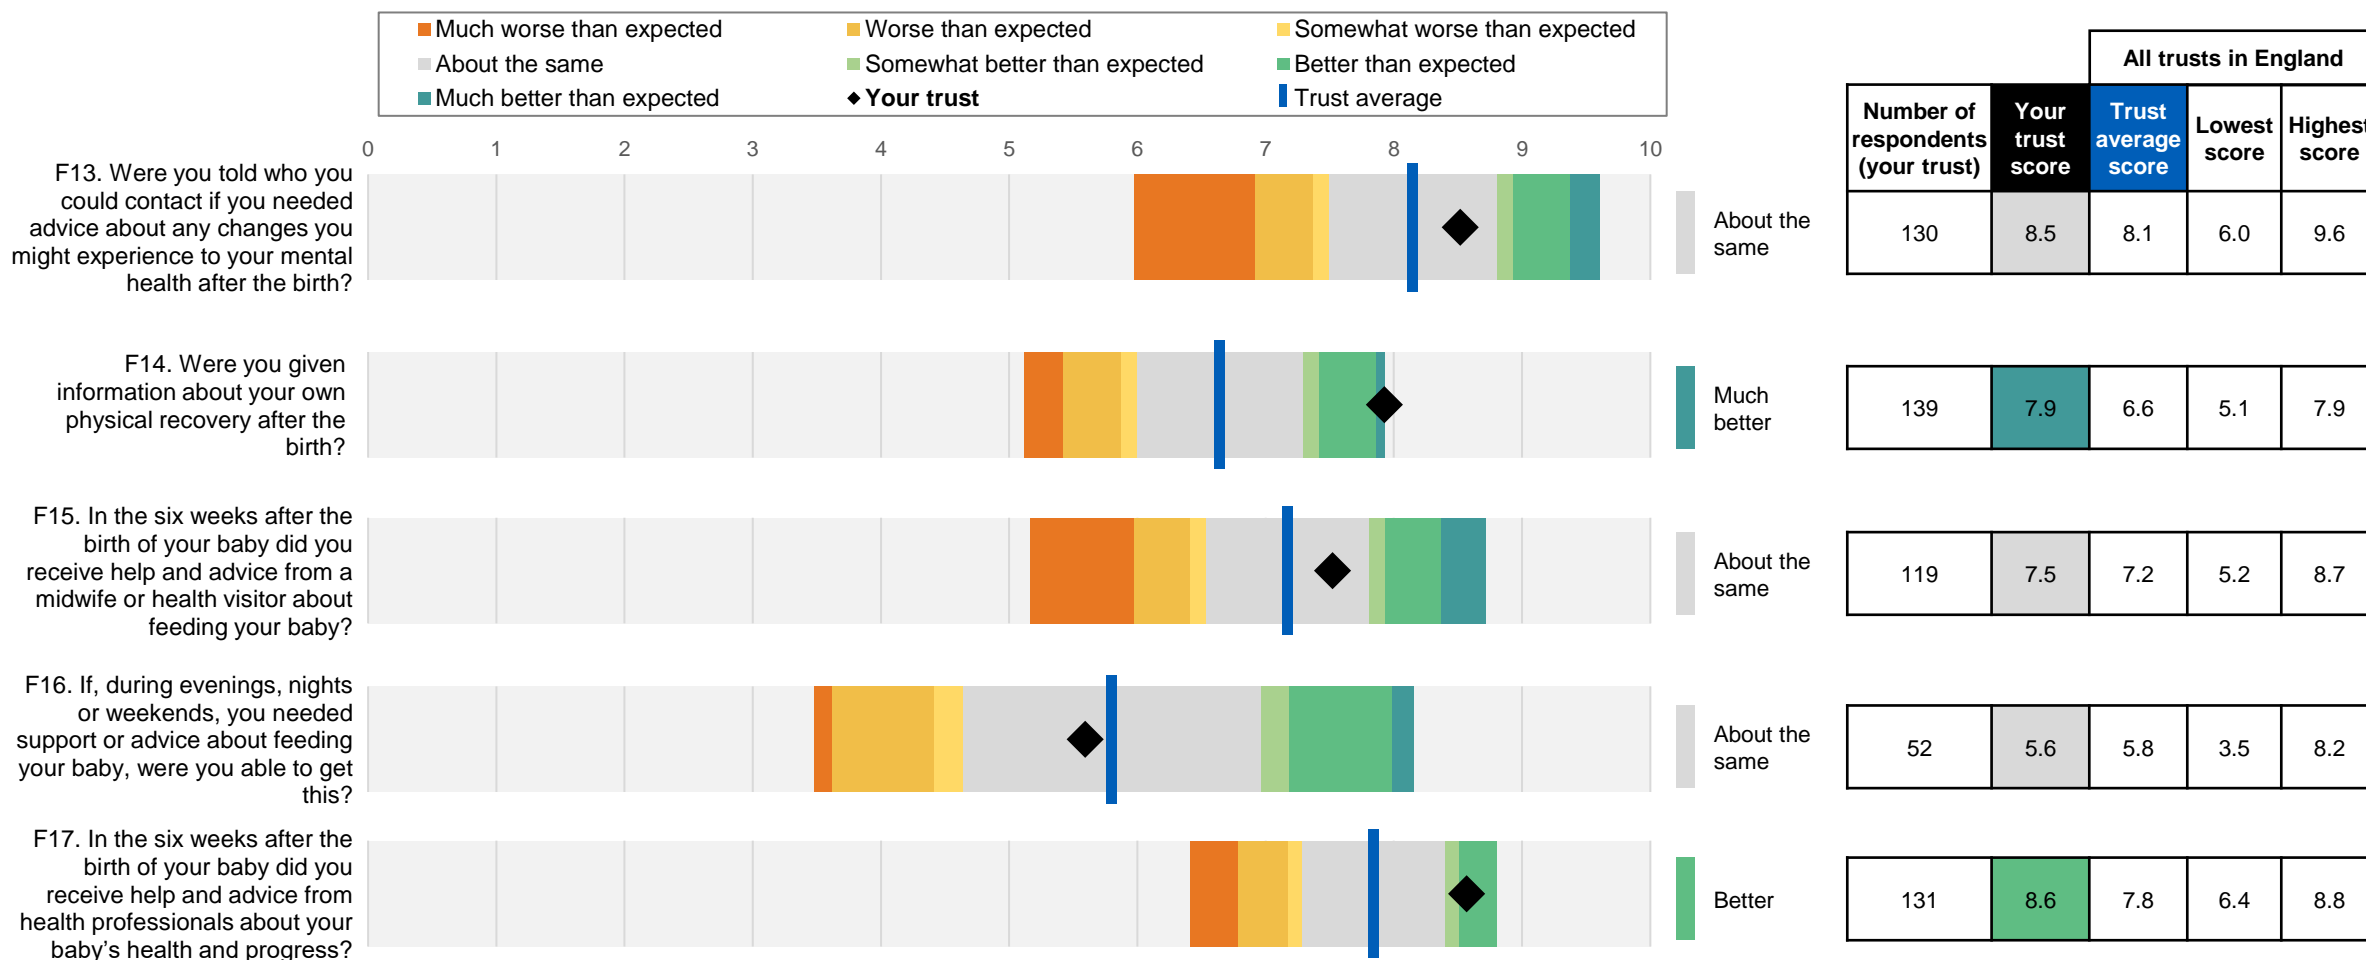 Much worse than expected
Worse than expected
Somewhat worse than expected
About the same
Somewhat better than expected
Better than expected
Much better than expected
Your trust
Trust average
All trusts in England
Number of
respondents
(your trust)
Your
trust
score
Trust
average
score
Lowest
score
Highest
score
0 1 2 3 4 5 6 7 8 9 10
F13. Were you told who you
could contact if you needed
advice about any changes you
might experience to your mental
health after the birth?
About the
same
130 8.5 8.1 6.0 9.6
F14. Were you given
information about your own
physical recovery after the
birth?
Much
better
139 7.9 6.6 5.1 7.9
F15. In the six weeks after the
birth of your baby did you
receive help and advice from a
midwife or health visitor about
feeding your baby?
About the
same
119 7.5 7.2 5.2 8.7
F16. If, during evenings, nights
or weekends, you needed
support or advice about feeding
your baby, were you able to get
this?
About the
same
52 5.6 5.8 3.5 8.2
F17. In the six weeks after the
birth of your baby did you
receive help and advice from
health professionals about your
baby’s health and progress?
Better
131 8.6 7.8 6.4 8.8